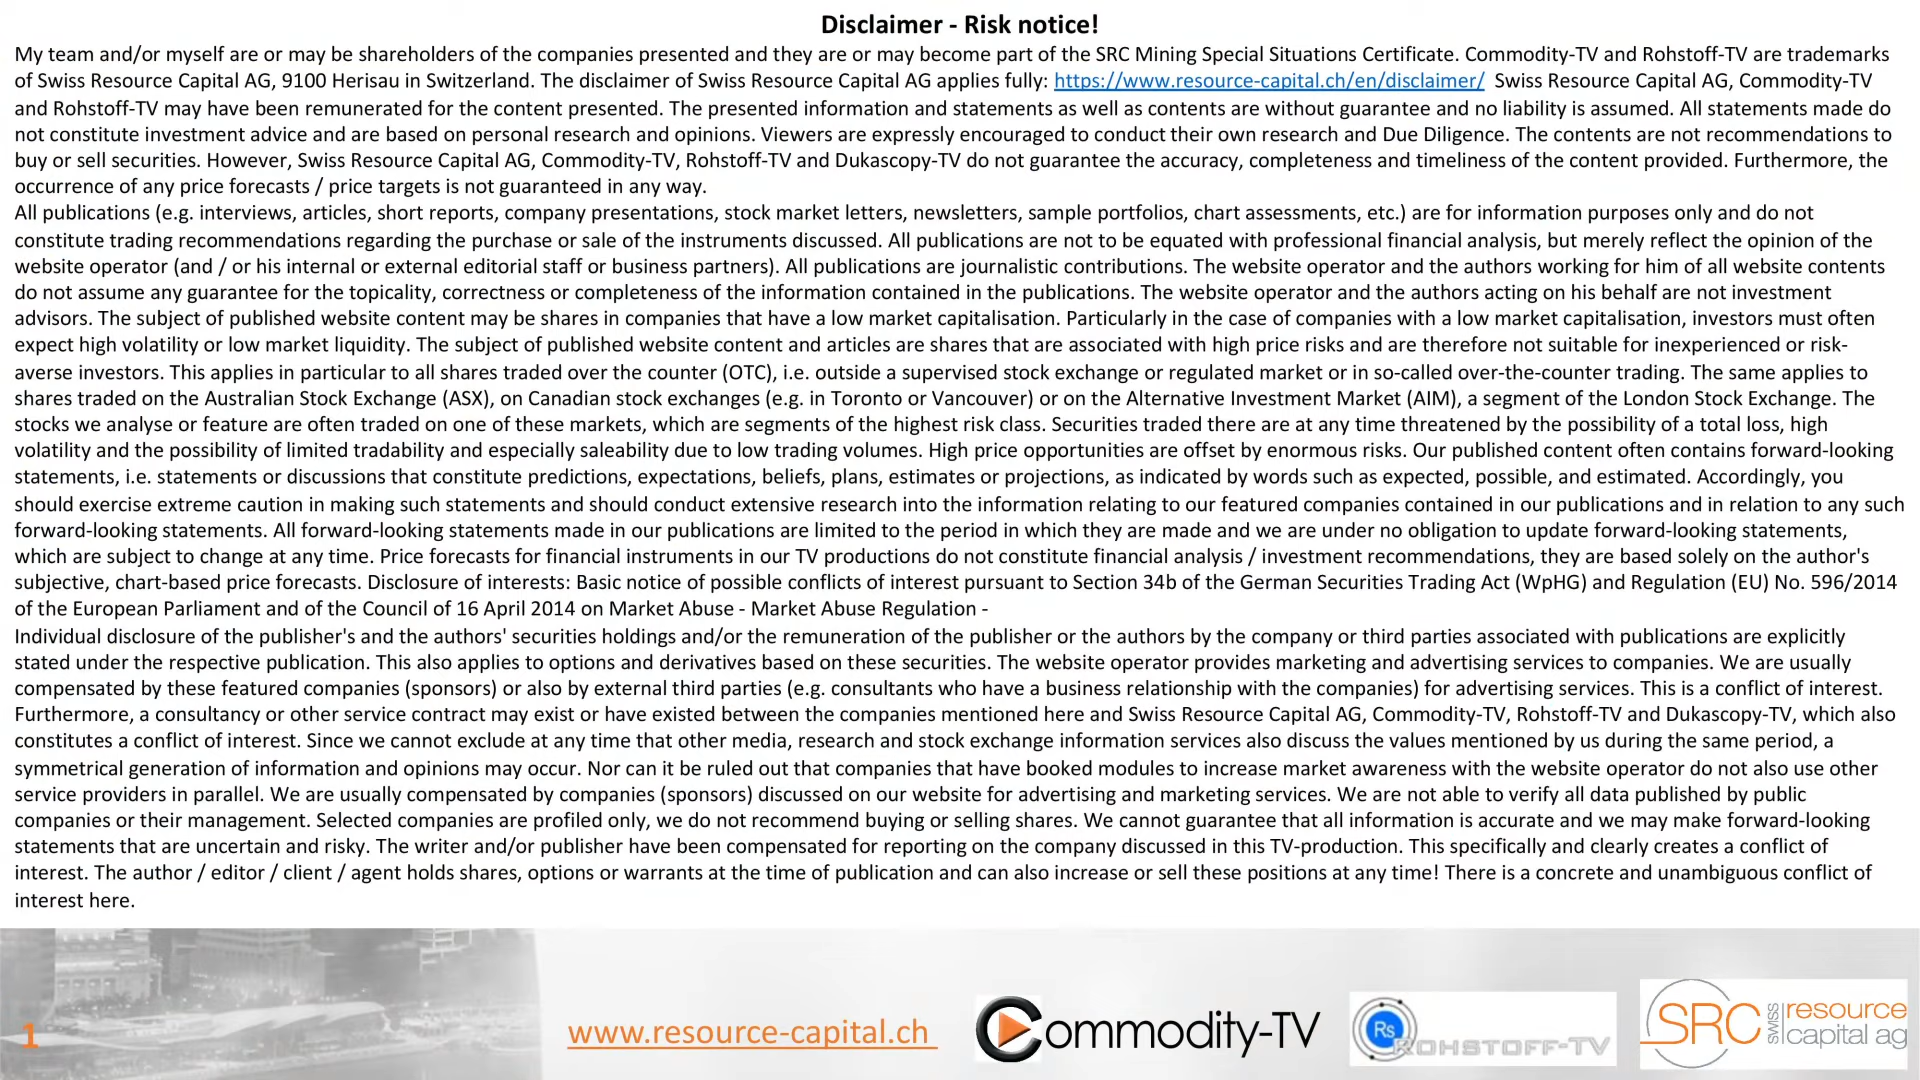 Disclaimer - Risk notice!
My team and/or myself are or may be shareholders of the companies presented and they are or may become part of the SRC Mining Special Situations Certificate. Commodity-TV and Rohstoff-TV are trademarks
of Swiss Resource Capital AG, 9100 Herisau in Switzerland. The disclaimer of Swiss Resource Capital AG applies fully: https://www.resource-capital.ch/en/disclaimer/ Swiss Resource Capital AG, Commodity-TV
and Rohstoff-TV may have been remunerated for the content presented. The presented information and statements as well as contents are without guarantee and no liability is assumed. All statements made do
not constitute investment advice and are based on personal research and opinions. Viewers are expressly encouraged to conduct their own research and Due Diligence. The contents are not recommendations to
buy or sell securities. However, Swiss Resource Capital AG, Commodity-TV, Rohstoff-TV and Dukascopy-TV do not guarantee the accuracy, completeness and timeliness of the content provided. Furthermore, the
occurrence of any price forecasts / price targets is not guaranteed in any way.
All publications (e.g. interviews, articles, short reports, company presentations, stock market letters, newsletters, sample portfolios, chart assessments, etc.) are for information purposes only and do not
constitute trading recommendations regarding the purchase or sale of the instruments discussed. All publications are not to be equated with professional financial analysis, but merely reflect the opinion of the
website operator (and / or his internal or external editorial staff or business partners). All publications are journalistic contributions. The website operator and the authors working for him of all website contents
do not assume any guarantee for the topicality, correctness or completeness of the information contained in the publications. The website operator and the authors acting on his behalf are not investment
advisors. The subject of published website content may be shares in companies that have a low market capitalisation. Particularly in the case of companies with a low market capitalisation, investors must often
expect high volatility or low market liquidity. The subject of published website content and articles are shares that are associated with high price risks and are therefore not suitable for inexperienced or risk-
averse investors. This applies in particular to all shares traded over the counter (OTC), i.e. outside a supervised stock exchange or regulated market or in so-called over-the-counter trading. The same applies to
shares traded on the Australian Stock Exchange (ASX), on Canadian stock exchanges (e.g. in Toronto or Vancouver) or on the Alternative Investment Market (AIM), a segment of the London Stock Exchange. The
stocks we analyse or feature are often traded on one of these markets, which are segments of the highest risk class. Securities traded there are at any time threatened by the possibility of a total loss, high
volatility and the possibility of limited tradability and especially saleability due to low trading volumes. High price opportunities are offset by enormous risks. Our published content often contains forward-looking
statements, i.e. statements or discussions that constitute predictions, expectations, beliefs, plans, estimates or projections, as indicated by words such as expected, possible, and estimated. Accordingly, you
should exercise extreme caution in making such statements and should conduct extensive research into the information relating to our featured companies contained in our publications and in relation to any such
forward-looking statements. All forward-looking statements made in our publications are limited to the period in which they are made and we are under no obligation to update forward-looking statements,
which are subject to change at any time. Price forecasts for financial instruments in our TV productions do not constitute financial analysis / investment recommendations, they are based solely on the author's
subjective, chart-based price forecasts. Disclosure of interests: Basic notice of possible conflicts of interest pursuant to Section 34b of the German Securities Trading Act (WpHG) and Regulation (EU) No. 596/2014
of the European Parliament and of the Council of 16 April 2014 on Market Abuse - Market Abuse Regulation -
Individual disclosure of the publisher's and the authors' securities holdings and/or the remuneration of the publisher or the authors by the company or third parties associated with publications are explicitly
stated under the respective publication. This also applies to options and derivatives based on these securities. The website operator provides marketing and advertising services to companies. We are usually
compensated by these featured companies (sponsors) or also by external third parties (e.g. consultants who have a business relationship with the companies) for advertising services. This is a conflict of interest.
Furthermore, a consultancy or other service contract may exist or have existed between the companies mentioned here and Swiss Resource Capital AG, Commodity-TV, Rohstoff-TV and Dukascopy-TV, which also
constitutes a conflict of interest. Since we cannot exclude at any time that other media, research and stock exchange information services also discuss the values mentioned by us during the same period, a
symmetrical generation of information and opinions may occur. Nor can it be ruled out that companies that have booked modules to increase market awareness with the website operator do not also use other
service providers in parallel. We are usually compensated by companies (sponsors) discussed on our website for advertising and marketing services. We are not able to verify all data published by public
companies or their management. Selected companies are profiled only, we do not recommend buying or selling shares. We cannot guarantee that all information is accurate and we may make forward-looking
statements that are uncertain and risky. The writer and/or publisher have been compensated for reporting on the company discussed in this TV-production. This specifically and clearly creates a conflict of
interest. The author / editor / client / agent holds shares, options or warrants at the time of publication and can also increase or sell these positions at any time! There is a concrete and unambiguous conflict of
interest here.
1
www.resource-capital.ch
Commodity-TV
Rs
ROHSTOFF-TV
SRC
SWISS
resource
capital ag